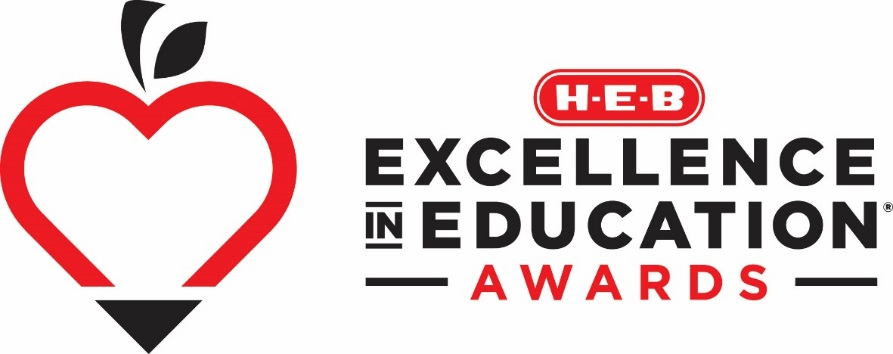 H-E-B
EXCELLENCE
IN EDUCATION®
AWARDS